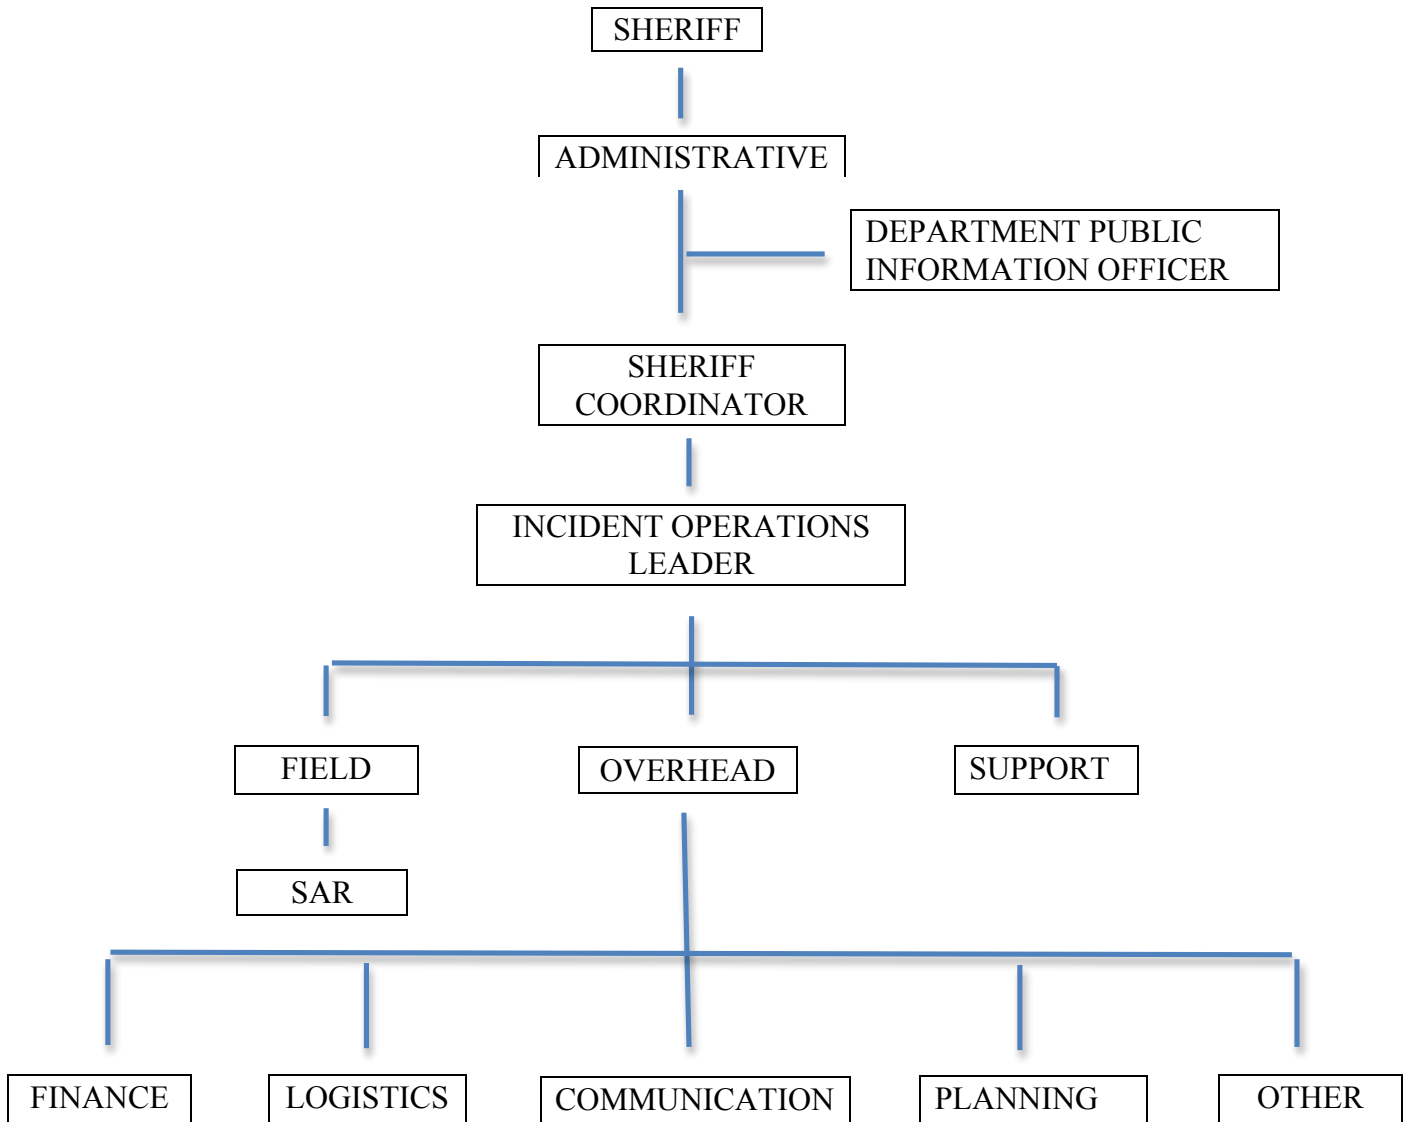 SHERIFF
ADMINISTRATIVE
DEPARTMENT PUBLIC
INFORMATION OFFICER
SHERIFF
COORDINATOR
INCIDENT OPERATIONS
LEADER
FIELD
OVERHEAD
SUPPORT
SAR
FINANCE
LOGISTICS
COMMUNICATION
PLANNING
OTHER